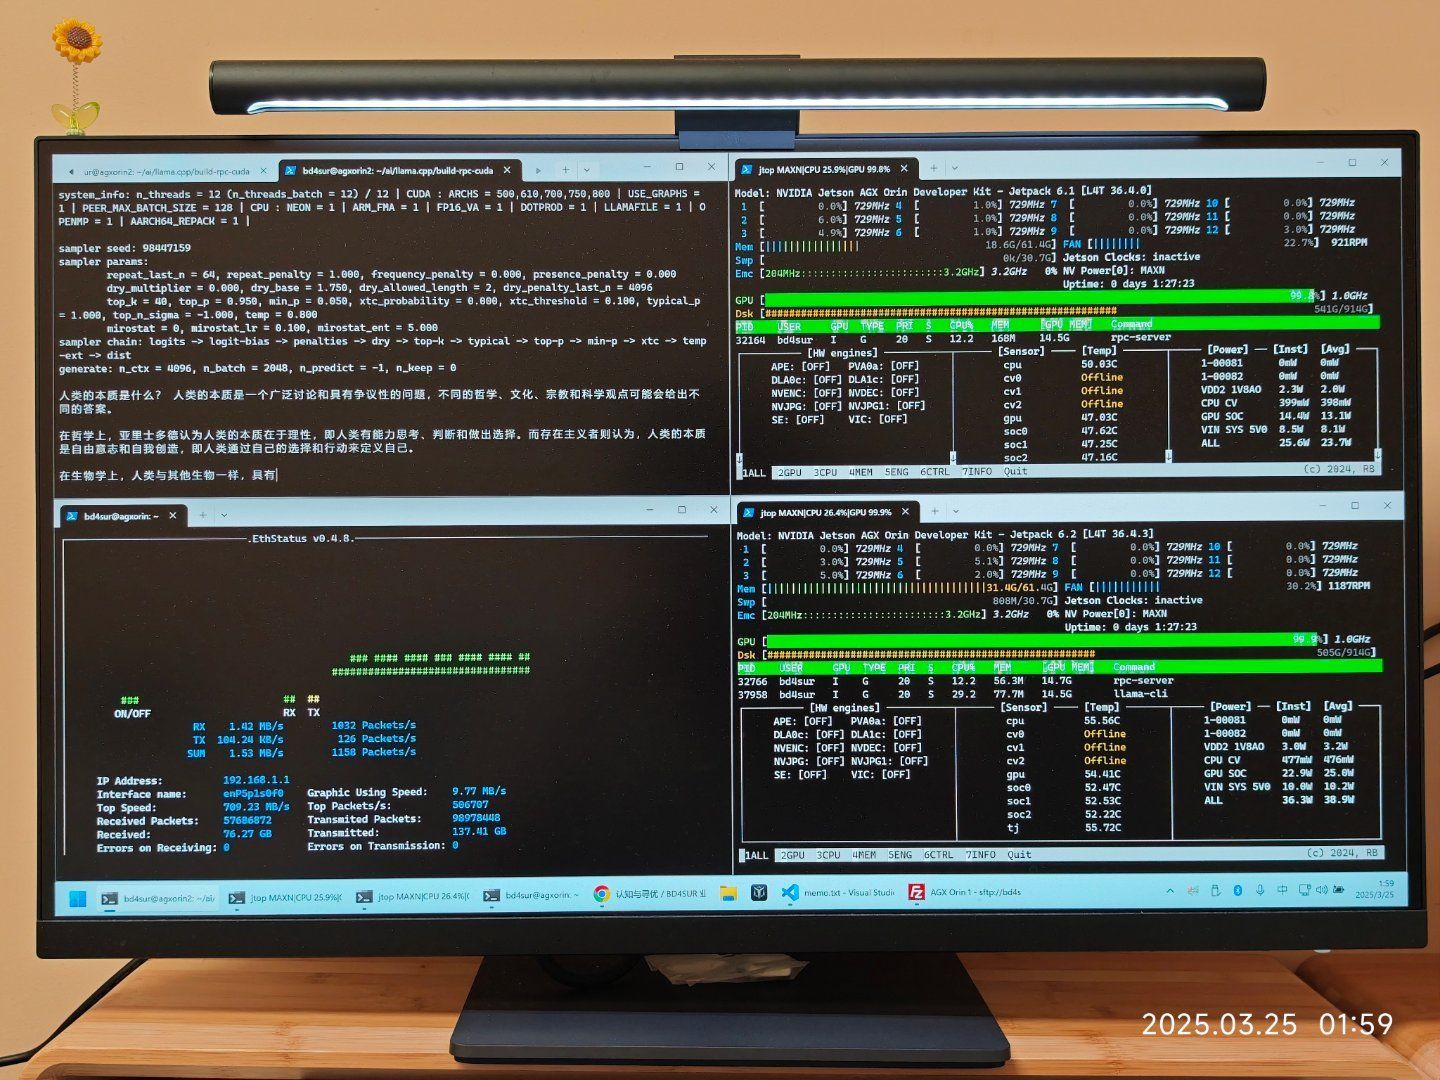 ur@agxorin2: ~/ai/llama.cpp/build-rpc-cuda
bd4sur@agxorin2: ~/ai/llama.cpp/build-rpc-cuda
system_info: n_threads = 12 (n_threads_batch = 12) / 12 | CUDA : ARCHS = 500,610,700,750,800 | USE_GRAPHS =
1 | PEER_MAX_BATCH_SIZE = 128 | CPU : NEON = 1 | ARM_FMA = 1 | FP16_VA = 1 | DOTPROD = 1 | LLAMAFILE = 1 | O
PENMP = 1 | AARCH64_REPACK = 1 |
sampler seed: 98447159
sampler params:
repeat_last_n = 64, repeat_penalty = 1.000, frequency_penalty = 0.000, presence_penalty = 0.000
dry_multiplier = 0.000, dry_base = 1.750, dry_allowed_length = 2, dry_penalty_last_n = 4096
top_k = 40, top_p = 0.950, min_p = 0.050, xtc_probability = 0.000, xtc_threshold = 0.100, typical_p
= 1.000, top_n_sigma = -1.000, temp = 0.800
mirostat = 0, mirostat_lr = 0.100, mirostat_ent = 5.000
sampler chain: logits -> logit-bias -> penalties -> dry -> top-k -> typical -> top-p -> min-p -> xtc -> temp
-ext -> dist
generate: n_ctx = 4096, n_batch = 2048, n_predict = -1, n_keep = 0
人类的本质是什么? 人类的本质是一个广泛讨论和具有争议性的问题,不同的哲学、文化、宗教和科学观点可能会给出不
同的答案。
在哲学上,亚里士多德认为人类的本质在于理性,即人类有能力思考、判断和做出选择。而存在主义者则认为,人类的本质
是自由意志和自我创造,即人类通过自己的选择和行动来定义自己。
在生物学上,人类与其他生物一样,具有
jtop MAXN|CPU 25.9%|GPU 99.8%
Model: NVIDIA Jetson AGX Orin Developer Kit - Jetpack 6.1 [L4T 36.4.0]
1 [ 0.0%] 729MHz 4 [ 1.0%] 729MHz 7 [ 0.0%] 729MHz 10 [ 0.0%] 729MHz
2 [ 6.0%] 729MHz 5 [ 1.0%] 729MHz 8 [ 0.0%] 729MHz 11 [ 0.0%] 729MHz
3 [ 4.9%] 729MHz 6 [ 1.0%] 729MHz 9 [ 0.0%] 729MHz 12 [ 3.0%] 729MHz
Mem [ 18.6G/61.4G] FAN [ 22.7%] 921RPM
Swp [ 0k/30.7G] Jetson Clocks: inactive
Emc [204MHz 3.2GHz] 3.2GHz 0% NV Power[0]: MAXN
Uptime: 0 days 1:27:23
GPU [ 99.8%] 1.0GHz
Dsk [ 541G/914G]
PID USER GPU TYPE PRI S CPU% MEM [GPU MEM] Command
32164 bd4sur I G 20 S 12.2 168M 14.5G rpc-server
[HW engines] [Sensor] [Temp] [Power] [Inst] [Avg]
APE: [OFF] PVA0a: [OFF] cpu 50.03C 1-00081 0mW 0mW
DLA0c: [OFF] DLA1c: [OFF] cv0 Offline 1-00082 0mW 0mW
NVENC: [OFF] NVDEC: [OFF] cv1 Offline VDD2 1V8AO 2.3W 2.0W
NVJPG: [OFF] NVJPG1: [OFF] cv2 Offline CPU CV 399mW 398mW
SE: [OFF] VIC: [OFF] gpu 47.03C GPU SOC 14.4W 13.1W
soc0 47.62C VIN SYS 5V0 8.5W 8.1W
soc1 47.25C ALL 25.6W 23.7W
soc2 47.16C
1ALL 2GPU 3CPU 4MEM 5ENG 6CTRL 7INFO Quit (c) 2024, RB
bd4sur@agxorin: ~
.EthStatus v0.4.8.
### #### #### ### #### #### ##
ON/OFF RX TX
RX 1.42 MB/s 1032 Packets/s
TX 104.24 KB/s 126 Packets/s
SUM 1.53 MB/s 1158 Packets/s
IP Address: 192.168.1.1
Interface name: enP5p1s0f0 Graphic Using Speed: 9.77 MB/s
Top Speed: 709.23 MB/s Top Packets/s: 506707
Received Packets: 57686872 Transmited Packets: 98978448
Received: 76.27 GB Transmitted: 137.41 GB
Errors on Receiving: 0 Errors on Transmission: 0
jtop MAXN|CPU 26.4%|GPU 99.9%
Model: NVIDIA Jetson AGX Orin Developer Kit - Jetpack 6.2 [L4T 36.4.3]
1 [ 0.0%] 729MHz 4 [ 0.0%] 729MHz 7 [ 0.0%] 729MHz 10 [ 0.0%] 729MHz
2 [ 3.0%] 729MHz 5 [ 5.1%] 729MHz 8 [ 0.0%] 729MHz 11 [ 0.0%] 729MHz
3 [ 5.0%] 729MHz 6 [ 2.0%] 729MHz 9 [ 0.0%] 729MHz 12 [ 0.0%] 729MHz
Mem [ 31.4G/61.4G] FAN [ 30.2%] 1187RPM
Swp [ 808M/30.7G] Jetson Clocks: inactive
Emc [204MHz 3.2GHz] 3.2GHz 0% NV Power[0]: MAXN
Uptime: 0 days 1:27:23
GPU [ 99.9%] 1.0GHz
Dsk [ 505G/914G]
PID USER GPU TYPE PRI S CPU% MEM [GPU MEM] Command
32766 bd4sur I G 20 S 12.2 56.3M 14.7G rpc-server
37958 bd4sur I G 20 S 29.2 77.7M 14.5G llama-cli
[HW engines] [Sensor] [Temp] [Power] [Inst] [Avg]
APE: [OFF] PVA0a: [OFF] cpu 55.56C 1-00081 0mW 0mW
DLA0c: [OFF] DLA1c: [OFF] cv0 Offline 1-00082 0mW 0mW
NVENC: [OFF] NVDEC: [OFF] cv1 Offline VDD2 1V8AO 3.0W 3.2W
NVJPG: [OFF] NVJPG1: [OFF] cv2 Offline CPU CV 477mW 476mW
SE: [OFF] VIC: [OFF] gpu 54.41C GPU SOC 22.9W 25.0W
soc0 52.47C VIN SYS 5V0 10.0W 10.2W
soc1 52.53C ALL 36.3W 38.9W
soc2 52.22C
tj 55.72C
1ALL 2GPU 3CPU 4MEM 5ENG 6CTRL 7INFO Quit (c) 2024, RB
bd4sur@agxorin2: ~/ai/ jtop MAXN|CPU 25.9%|G jtop MAXN|CPU 26.4%|G bd4sur@agxorin: ~ 认知与寻优 / BD4SUR memo.txt - Visual Studio AGX Orin 1 - sftp://bd4s 中 1:59
2025/3/25
2025.03.25 01:59